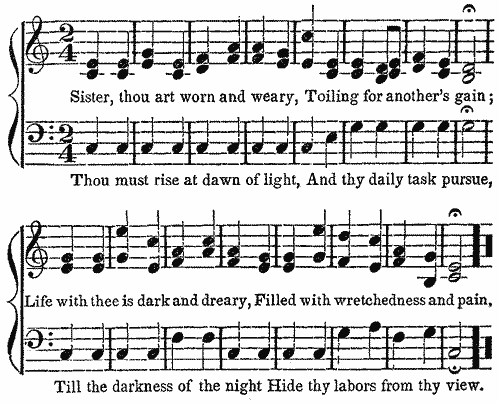 2
4
Sister, thou art worn and weary, Toiling for another's gain;
2
4
Thou must rise at dawn of light, And thy daily task pursue,
Life with thee is dark and dreary, Filled with wretchedness and pain,
Till the darkness of the night Hide thy labors from thy view.